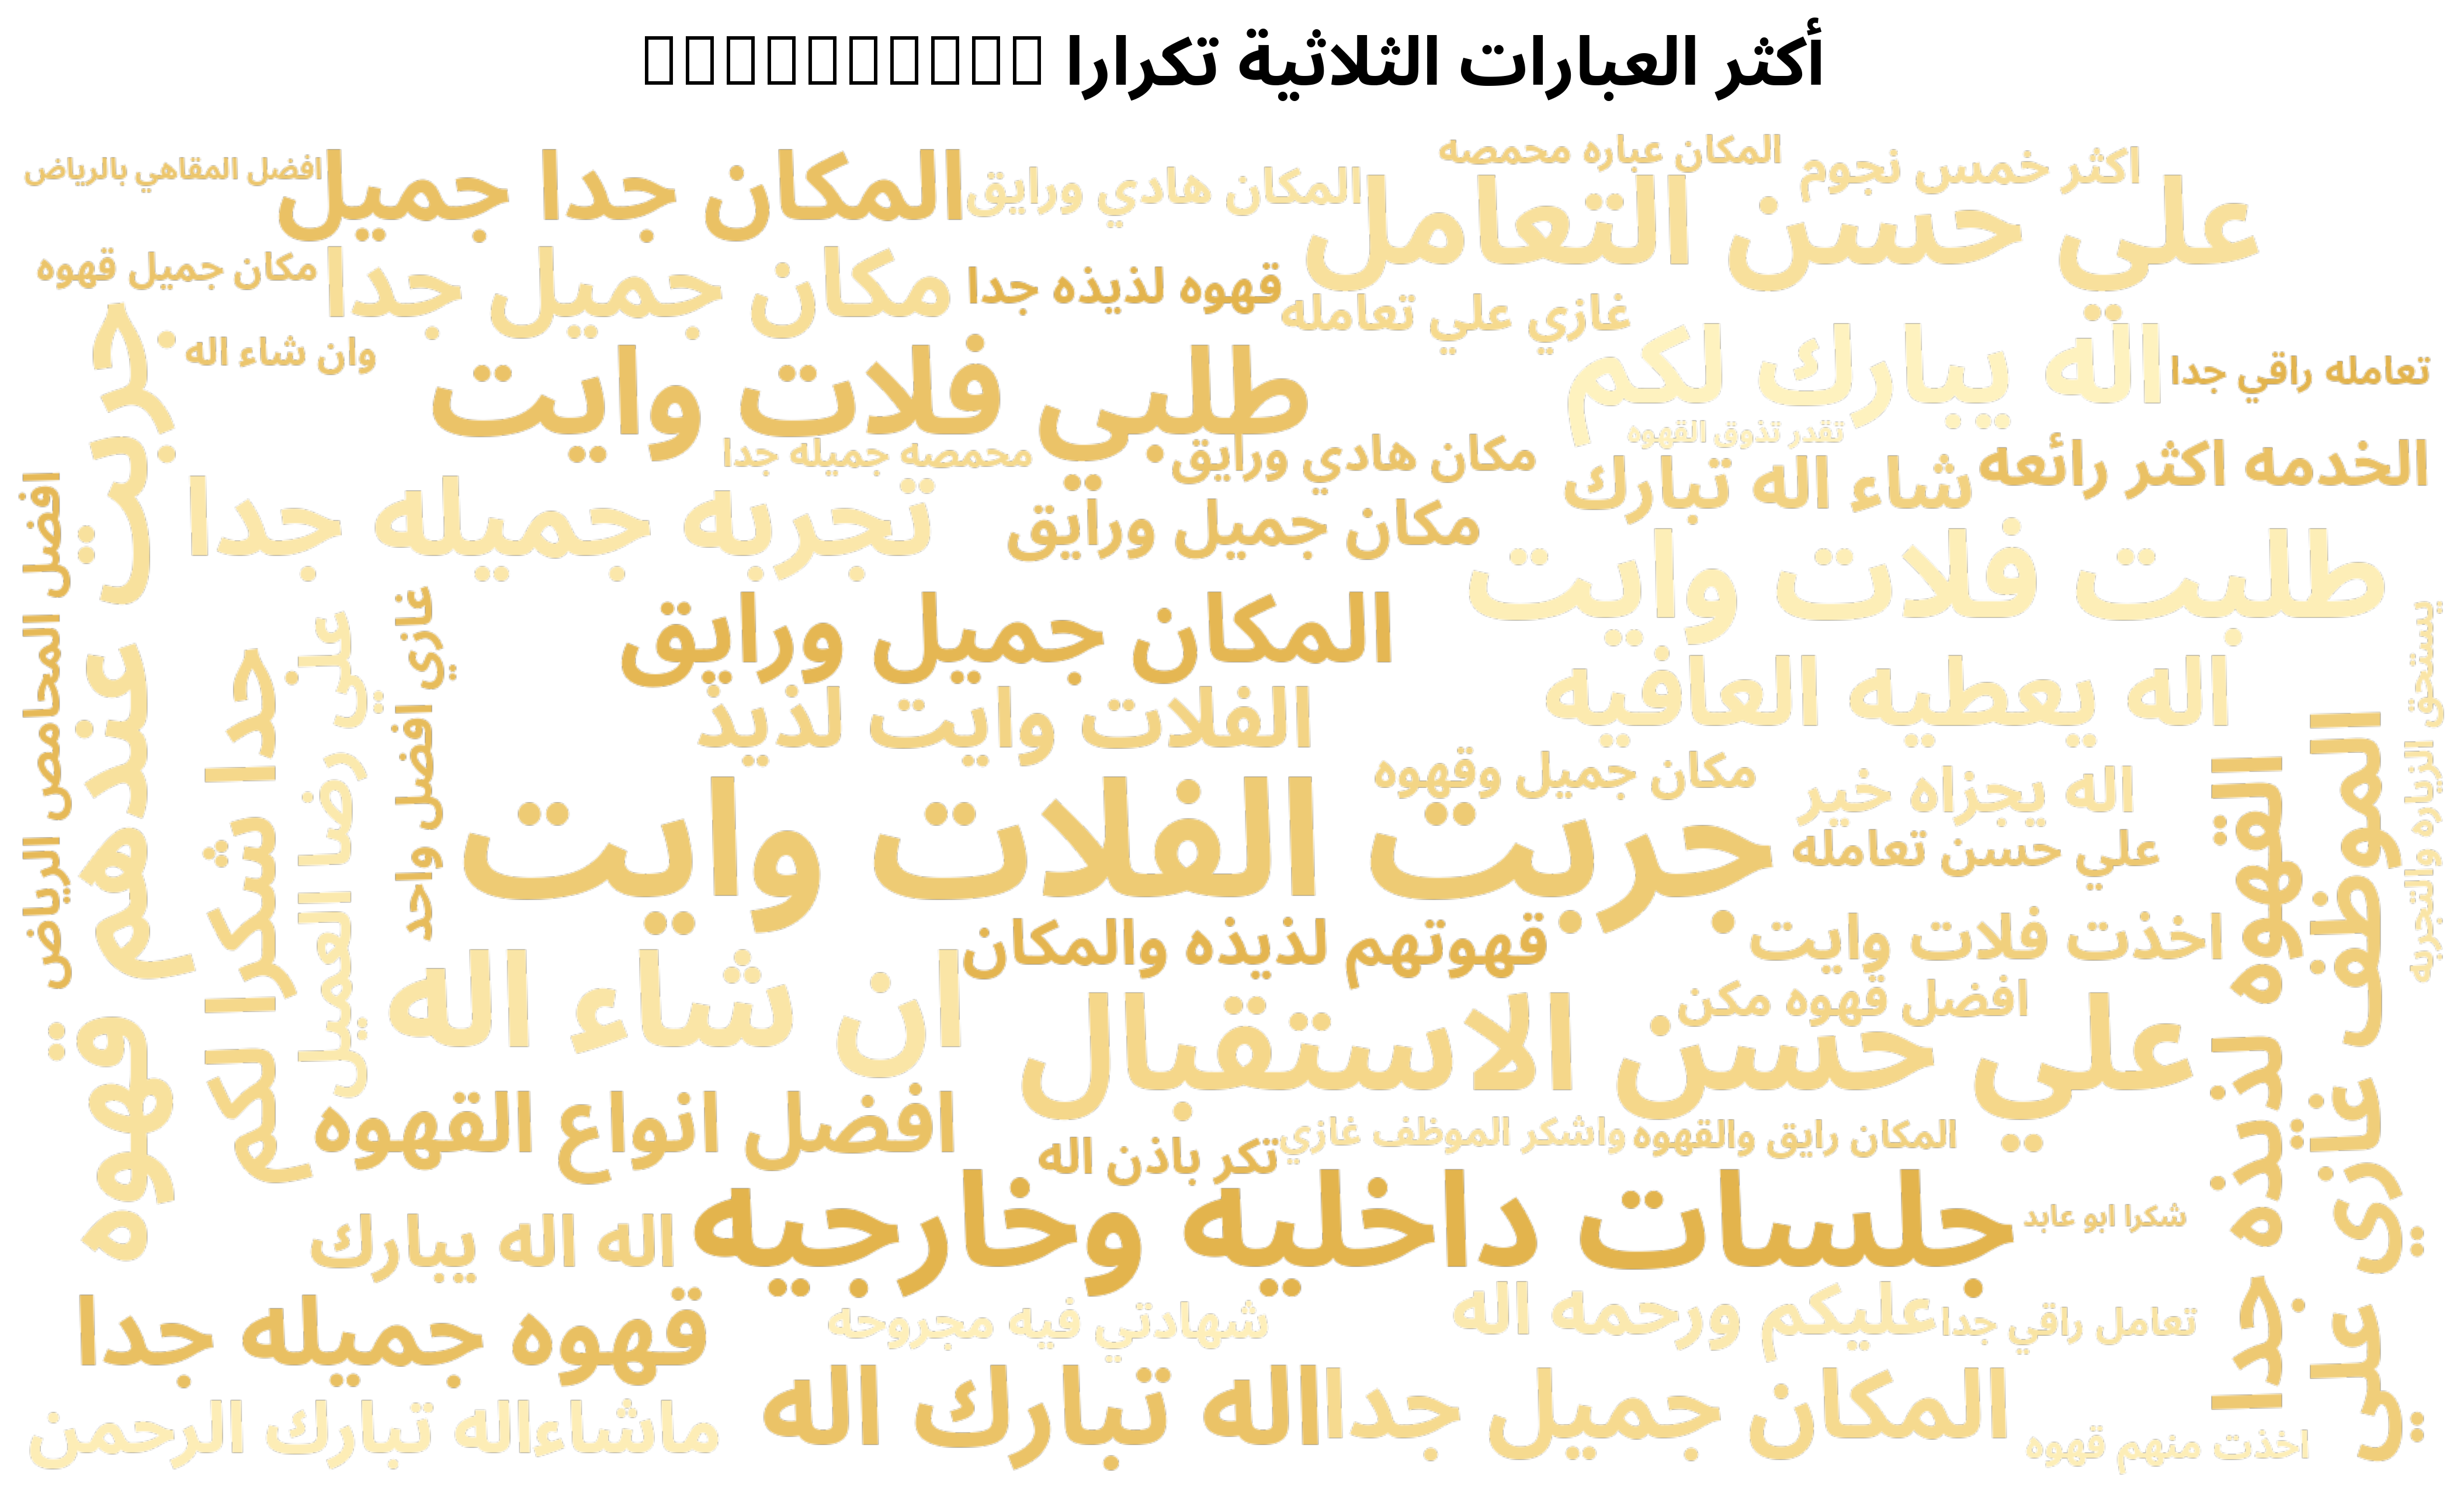 أكثر العبارات الثلاثية تكرارا
المكان عباره محمصه
اكثر خمس نجوم
المكان هادي ورايق
المكان جدا جميل
افضل المقاهي بالرياض
علي حسن التعامل
مكان جميل جدا
مكان جميل قهوه
قهوه لذيذه جدا
غازي علي تعامله
اله يبارك لكم
تعامله راقي جدا
وان شاء اله
طلبي فلات وايت
تقدر تذوق القهوه
محمصه جميله جدا
مكان هادي ورايق
الخدمه اكثر رائعه
شاء اله تبارك
تجربه جميله جدا
مكان جميل ورايق
طلبت فلات وايت
المكان جميل ورايق
اله يعطيه العافيه
الفلات وايت لذيذ
مكان جميل وقهوه
اله يجزاه خير
جربت الفلات وايت
علي حسن تعامله
قهوتهم لذيذه والمكان
اخذت فلات وايت
ان شاء اله
افضل قهوه مكن
علي حسن الاستقبال
افضل انواع القهوه
واشكر الموظف غازي
المكان رايق والقهوه
تكر باذن اله
جلسات داخليه وخارجيه
شكرا ابو عابد
اله اله يبارك
قهوه جميله جدا
شهادتي فيه مجروحه
عليكم ورحمه اله
تعامل راقي جدا
ماشاءاله تبارك الرحمن
اله تبارك اله
المكان جميل جدا
اخذت منهم قهوه
جربت عندهم قهوه
افضل المحامص الرياض
جدا شكرا لكم
علي رضا العميل
غازي افضل واحد
القهوه لذيذه جدا
الموظف غازي علي
يستحق الزياره والتجربه